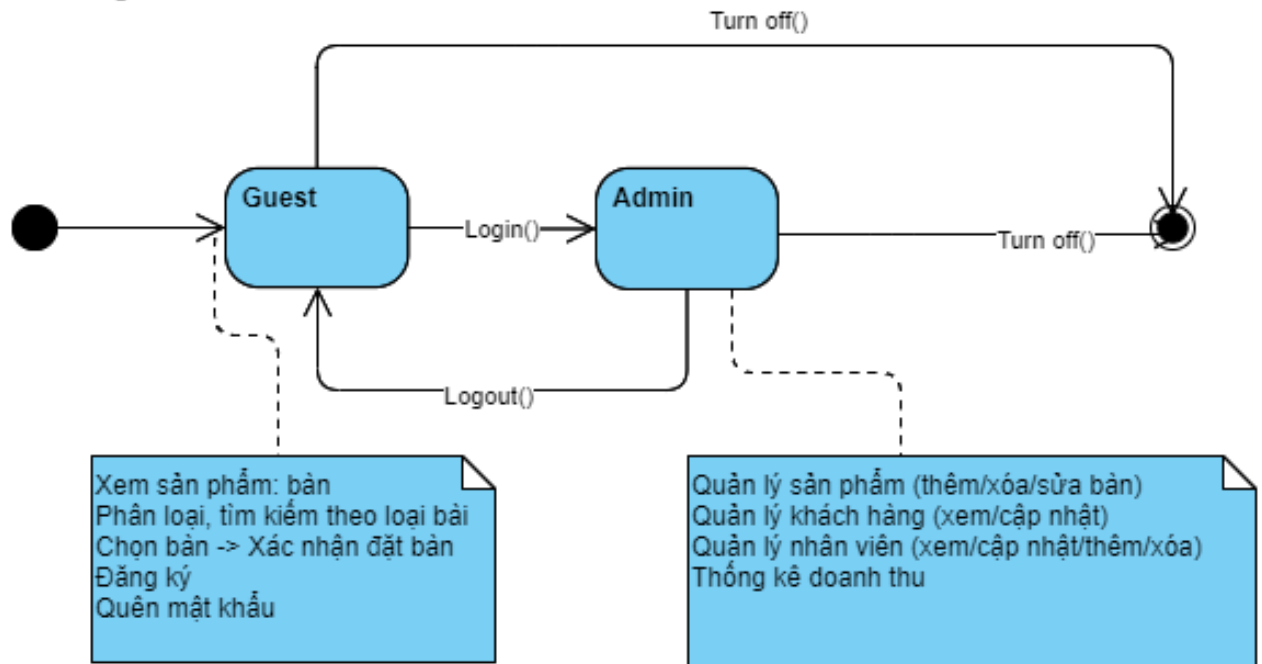 Turn off()
Guest
Admin
Login()
Turn off()
Logout()
Xem sản phẩm: bàn
Phân loại, tìm kiếm theo loại bài
Chọn bàn -> Xác nhận đặt bàn
Đăng ký
Quên mật khẩu
Quản lý sản phẩm (thêm/xóa/sửa bàn)
Quản lý khách hàng (xem/cập nhật)
Quản lý nhân viên (xem/cập nhật/thêm/xóa)
Thống kê doanh thu